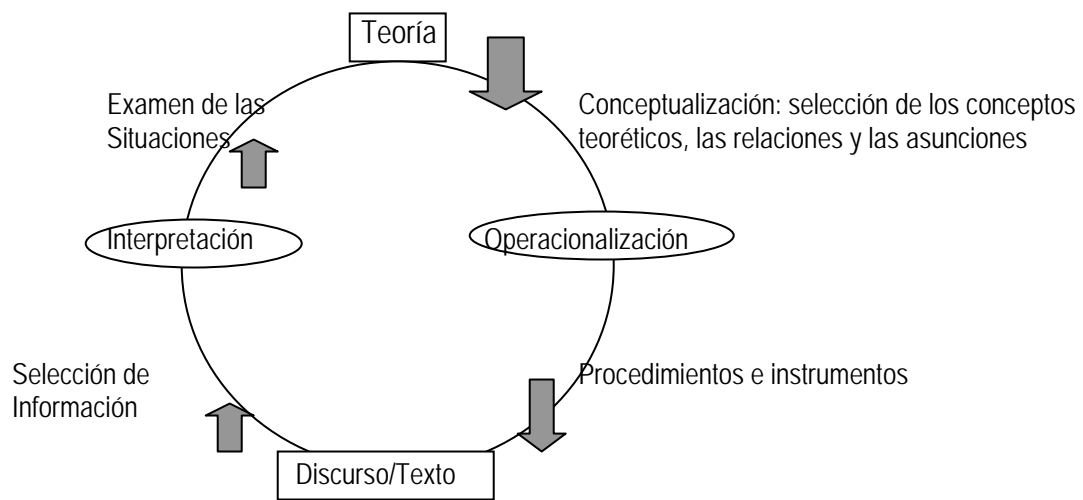 Teoría
Examen de las
Situaciones
Conceptualización: selección de los conceptos
teoréticos, las relaciones y las asunciones
Interpretación
Operacionalización
Selección de
Información
Procedimientos e instrumentos
Discurso/Texto